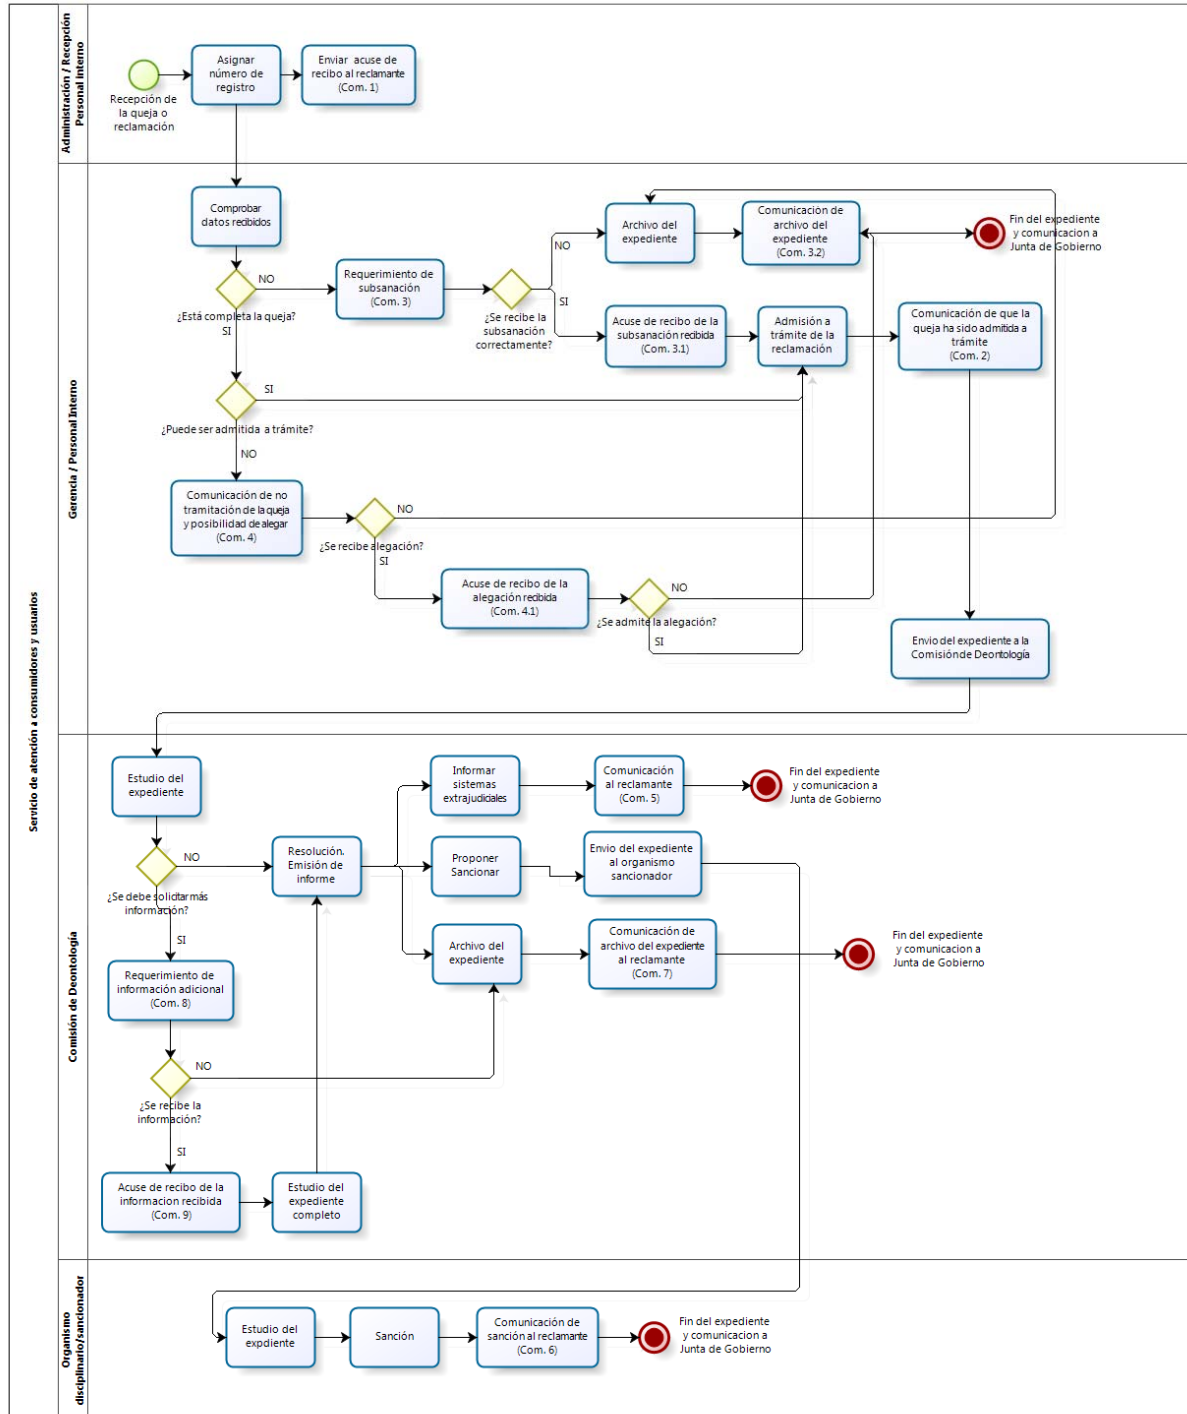 Servicio de atención a consumidores y usuarios
Administración / Recepción
Personal interno
Recepción de
la queja o
reclamación
Asignar
número de
registro
Enviar acuse de
recibo al reclamante
(Com. 1)
Gerencia / Personal Interno
Comprobar
datos recibidos
¿Está completa la queja?
NO
SI
Requerimiento de
subsanación
(Com. 3)
¿Se recibe la
subsanación
correctamente?
NO
SI
Archivo del
expediente
Comunicación de
archivo del
expediente
(Com. 3.2)
Fin del expediente
y comunicacion a
Junta de Gobierno
Acuse de recibo de la
subsanación recibida
(Com. 3.1)
Admisión a
trámite de la
reclamación
Comunicación de que la
queja ha sido admitida a
trámite
(Com. 2)
SI
¿Puede ser admitida a trámite?
NO
Comunicación de no
tramitación de la queja
y posibilidad de alegar
(Com. 4)
NO
¿Se recibe alegación?
SI
Acuse de recibo de la
alegación recibida
(Com. 4.1)
NO
¿Se admite la alegación?
SI
Envio del expediente a la
Comisión de Deontología
Comisión de Deontología
Estudio del
expediente
NO
¿Se debe solicitar más
información?
SI
Resolución.
Emisión de
informe
Informar
sistemas
extrajudiciales
Comunicación
al reclamante
(Com. 5)
Fin del expediente
y comunicacion a
Junta de Gobierno
Proponer
Sancionar
Envio del expediente
al organismo
sancionador
Archivo del
expediente
Comunicación de
archivo del expediente
al reclamante
(Com. 7)
Fin del expediente
y comunicacion a
Junta de Gobierno
Requerimiento de
información adicional
(Com. 8)
NO
¿Se recibe la
información?
SI
Acuse de recibo de la
informacion recibida
(Com. 9)
Estudio del
expediente
completo
Organismo
disciplinario/sancionador
Estudio del
expdiente
Sanción
Comunicación de
sanción al reclamante
(Com. 6)
Fin del expediente
y comunicacion a
Junta de Gobierno